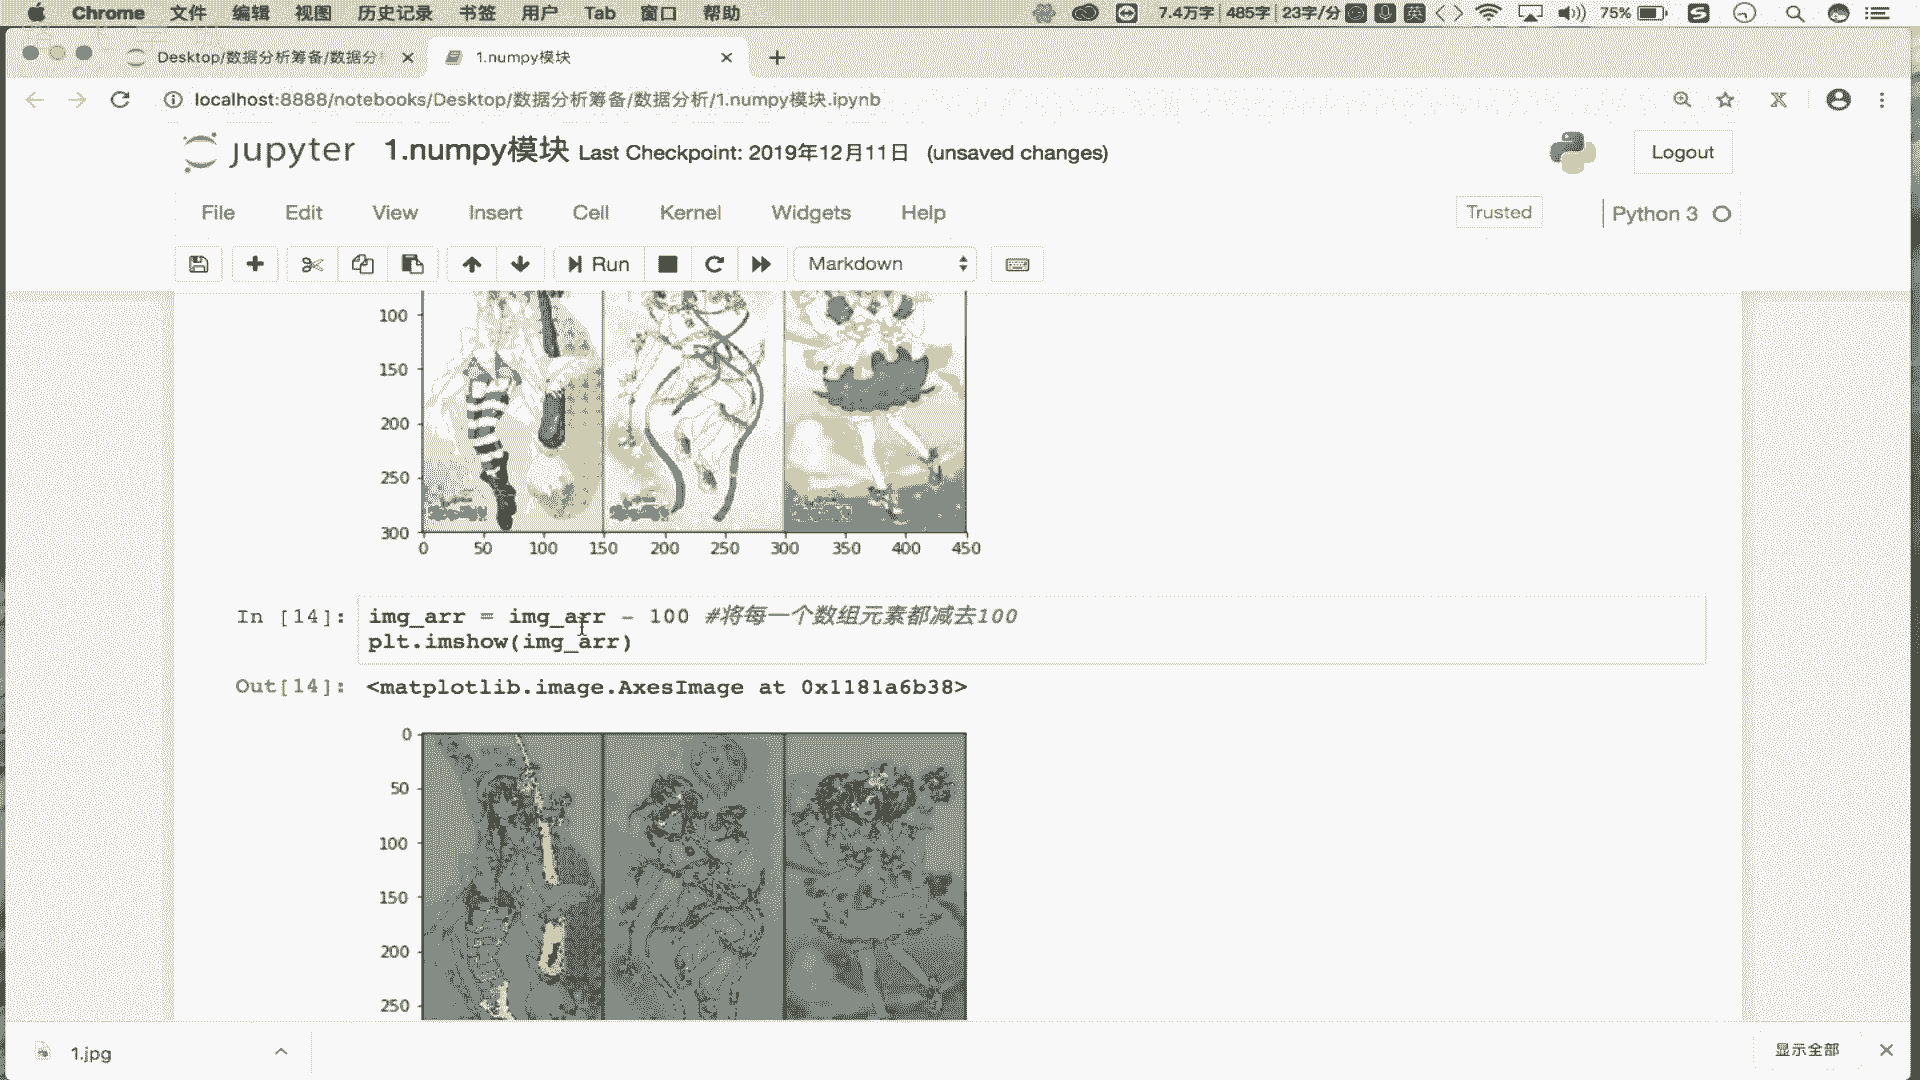 Chrome 文件 编辑 视图 历史记录 书签 用户 Tab 窗口 帮助 7.4万字 485字 23字/分 英 75%
Desktop/数据分析筹备/数据分 1.numpy模块
localhost:8888/notebooks/Desktop/数据分析筹备/数据分析/1.numpy模块.ipynb
jupyter 1.numpy模块 Last Checkpoint: 2019年12月11日 (unsaved changes) Logout
File Edit View Insert Cell Kernel Widgets Help Trusted Python 3
Run Markdown
100
150
200
250
300
0 50 100 150 200 250 300 350 400 450
In [14]: img_arr = img_arr - 100 #将每一个数组元素都减去100
plt.imshow(img_arr)
Out[14]: <matplotlib.image.AxesImage at 0x1181a6b38>
0
50
100
150
200
250
1.jpg 显示全部